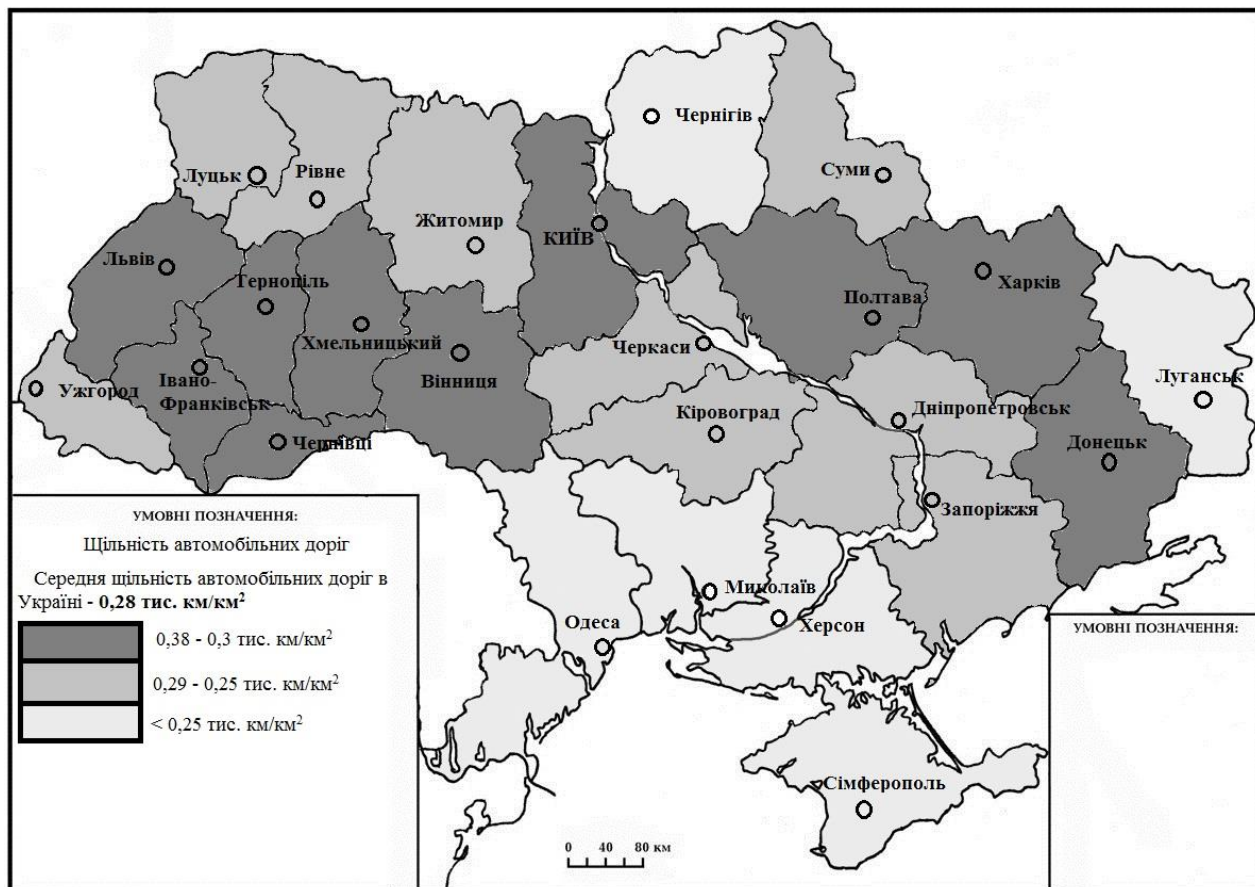 Чернігів
Луцьк
Рівне
Суми
Житомир
КИЇВ
Львів
Тернопіль
Харків
Полтава
Хмельницький
Черкаси
Вінниця
Ужгород
Івано-
Франківськ
Луганськ
Кіровоград
Дніпропетровськ
Чернівці
Донецьк
Запоріжжя
Миколаїв
Одеса
Херсон
Сімферополь
УМОВНІ ПОЗНАЧЕННЯ:
Щільність автомобільних доріг
Середня щільність автомобільних доріг в
Україні - 0,28 тис. км/км²
0,38 - 0,3 тис. км/км²
0,29 - 0,25 тис. км/км²
< 0,25 тис. км/км²
УМОВНІ ПОЗНАЧЕННЯ:
0 40 80 км